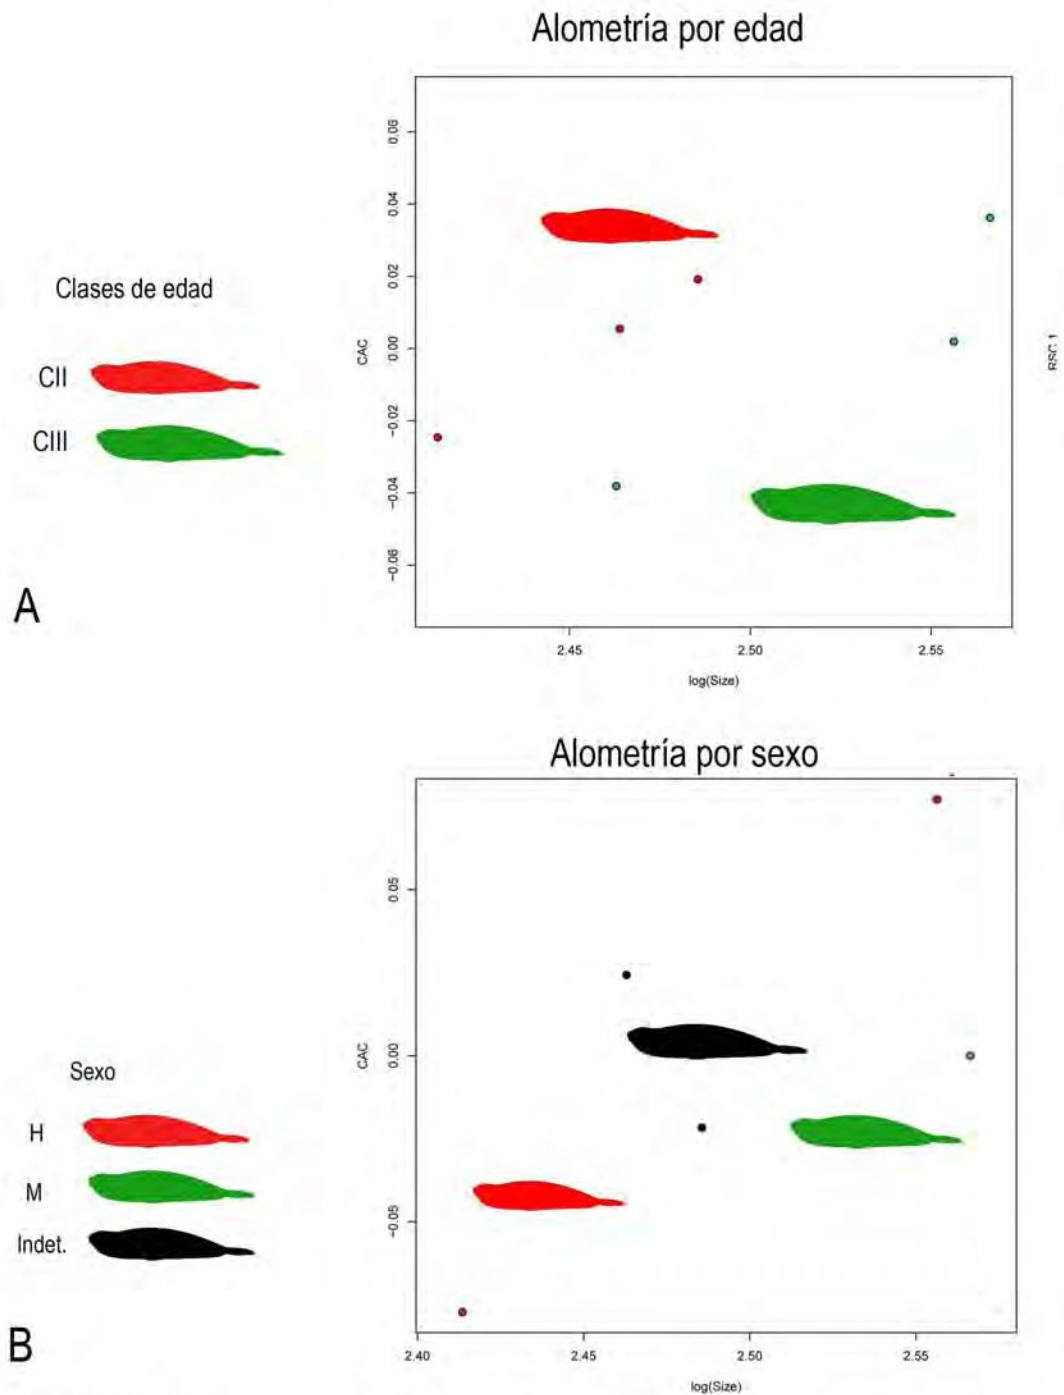 Alometría por edad
Clases de edad
CII
CIII
CAC
0.06
0.04
0.02
0.00
−0.02
−0.04
−0.06
2.45
2.50
2.55
log(Size)
RSC 1
A
Alometría por sexo
Sexo
H
M
Indet.
CAC
0.05
0.00
−0.05
2.40
2.45
2.50
2.55
log(Size)
B